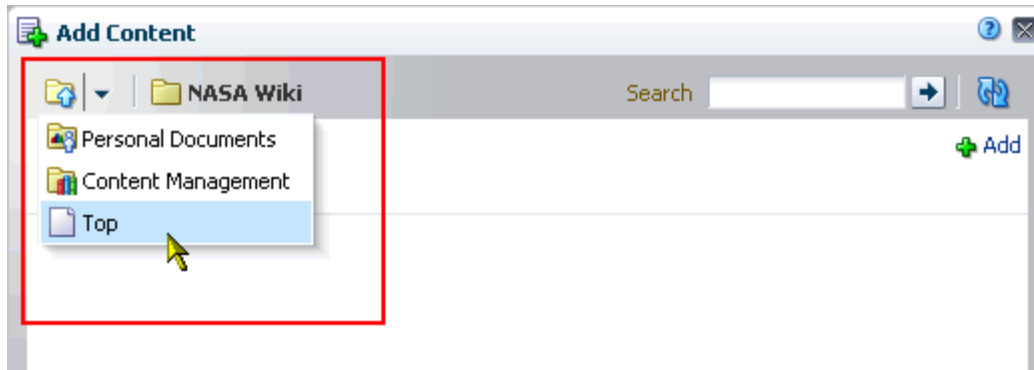 Add Content
NASA Wiki Search
Personal Documents
Add
Content Management
Top